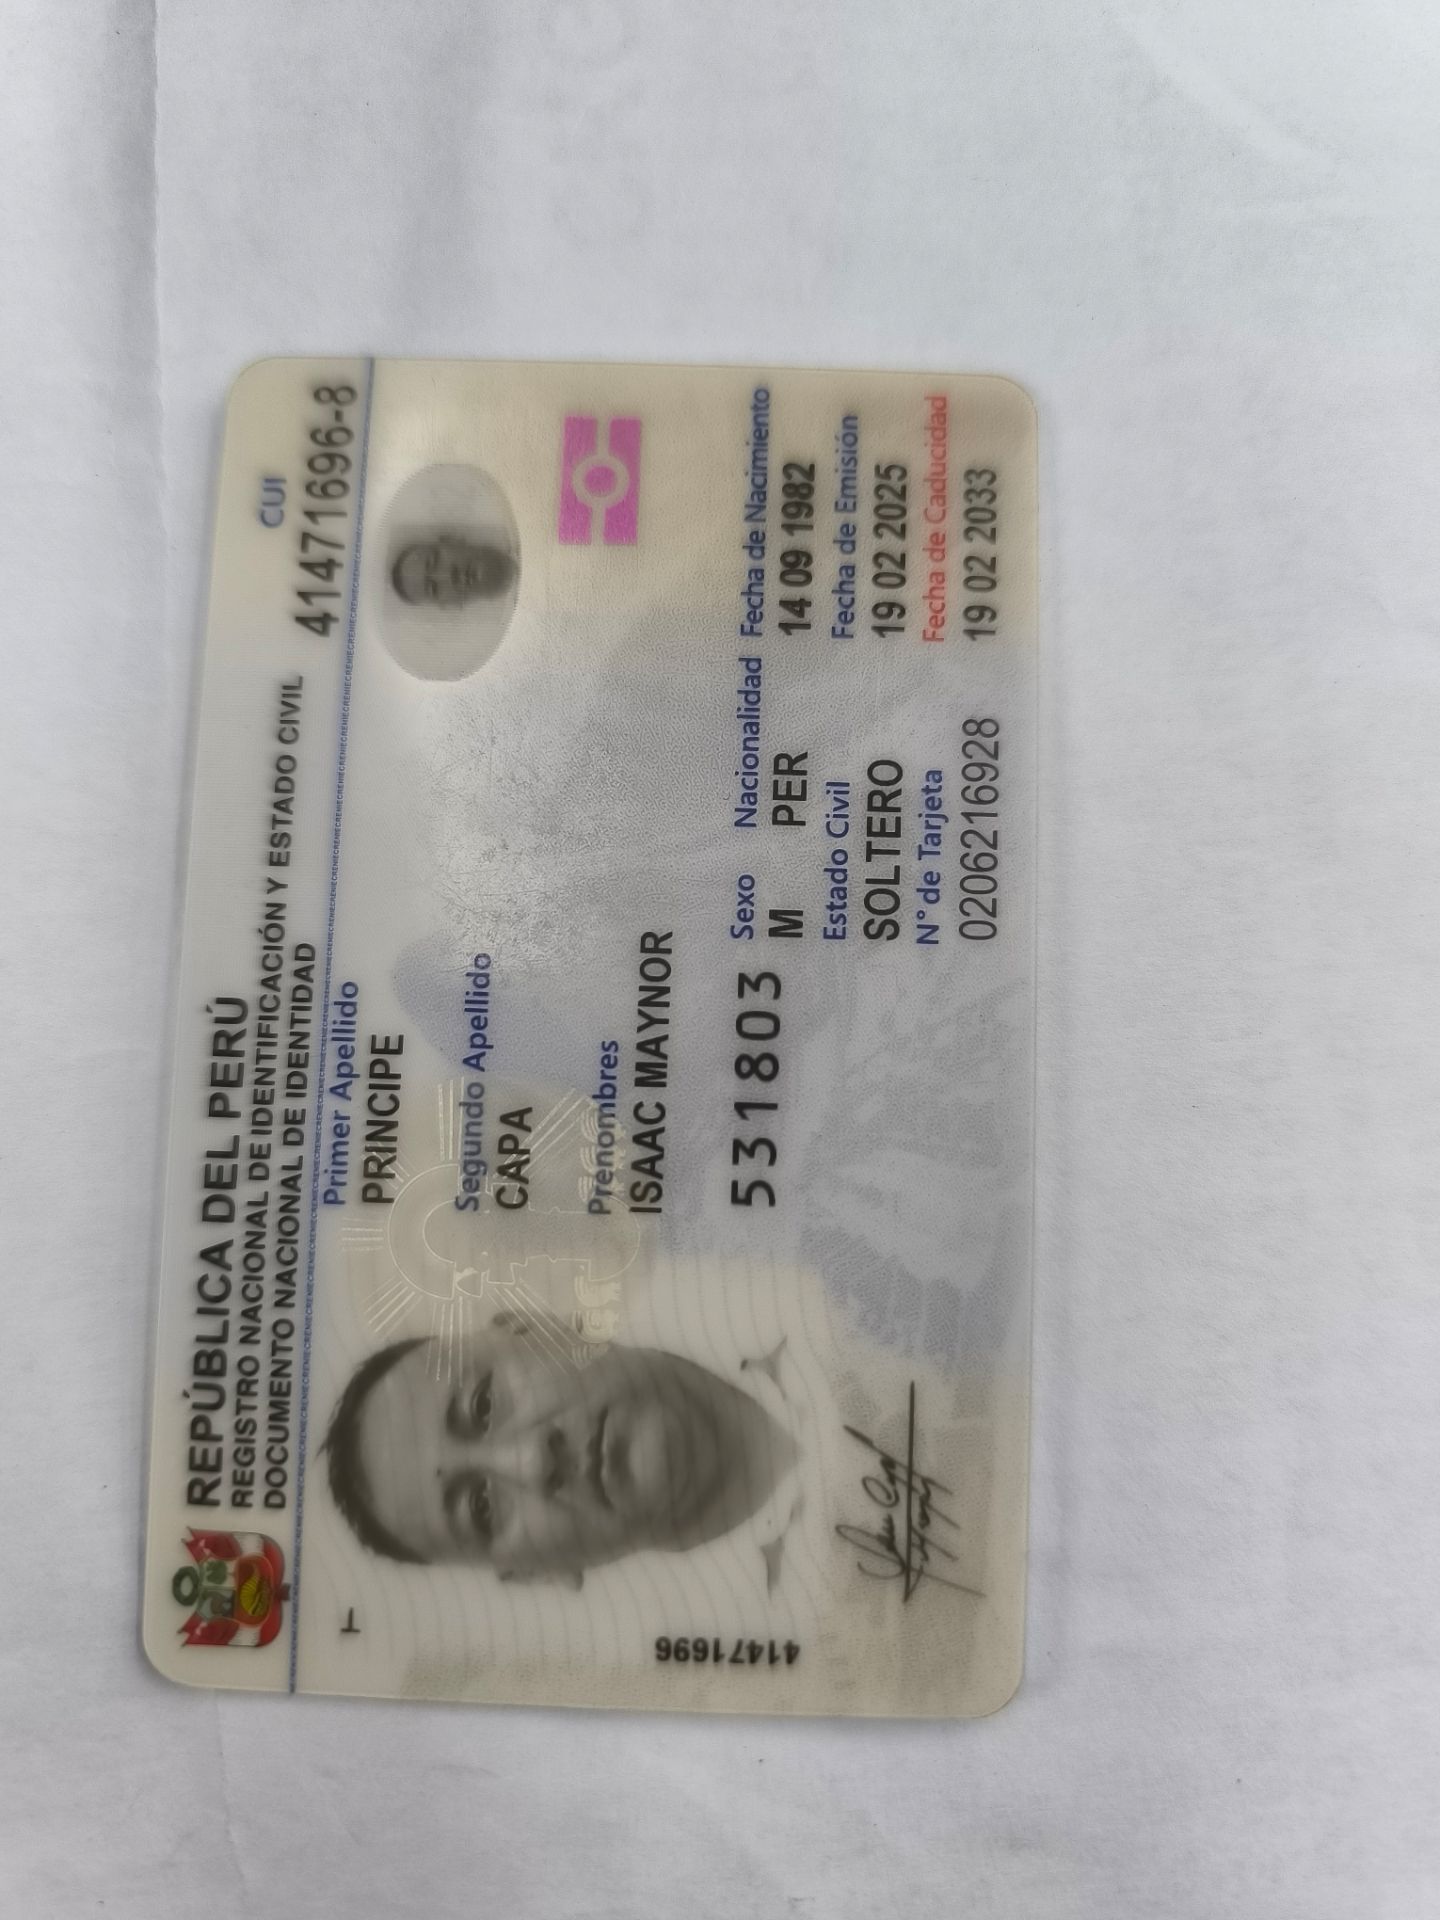 REPÚBLICA DEL PERÚ
REGISTRO NACIONAL DE IDENTIFICACIÓN Y ESTADO CIVIL
DOCUMENTO NACIONAL DE IDENTIDAD
CUI
41471696-8
Primer Apellido
PRINCIPE
Segundo Apellido
CAPA
Prenombres
ISAAC MAYNOR
531803
Sexo Nacionalidad Fecha de Nacimiento
M PER 14 09 1982
Estado Civil Fecha de Emisión
SOLTERO 19 02 2025
N° de Tarjeta Fecha de Caducidad
0206216928 19 02 2033
41471696